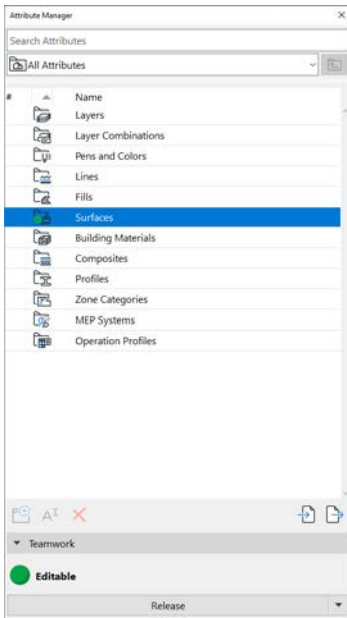 Attribute Manager
Search Attributes
All Attributes
# Name
Layers
Layer Combinations
Pens and Colors
Lines
Fills
Surfaces
Building Materials
Composites
Profiles
Zone Categories
MEP Systems
Operation Profiles
Teamwork
Editable
Release